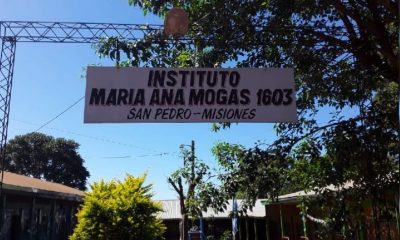 INSTITUTO
MARIA ANA MOGAS 1603
SAN PEDRO-MISIONES